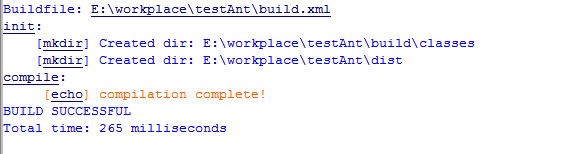 Buildfile: E:\workplace\testAnt\build.xml
init:
[mkdir] Created dir: E:\workplace\testAnt\build\classes
[mkdir] Created dir: E:\workplace\testAnt\dist
compile:
[echo] compilation complete!
BUILD SUCCESSFUL
Total time: 265 milliseconds